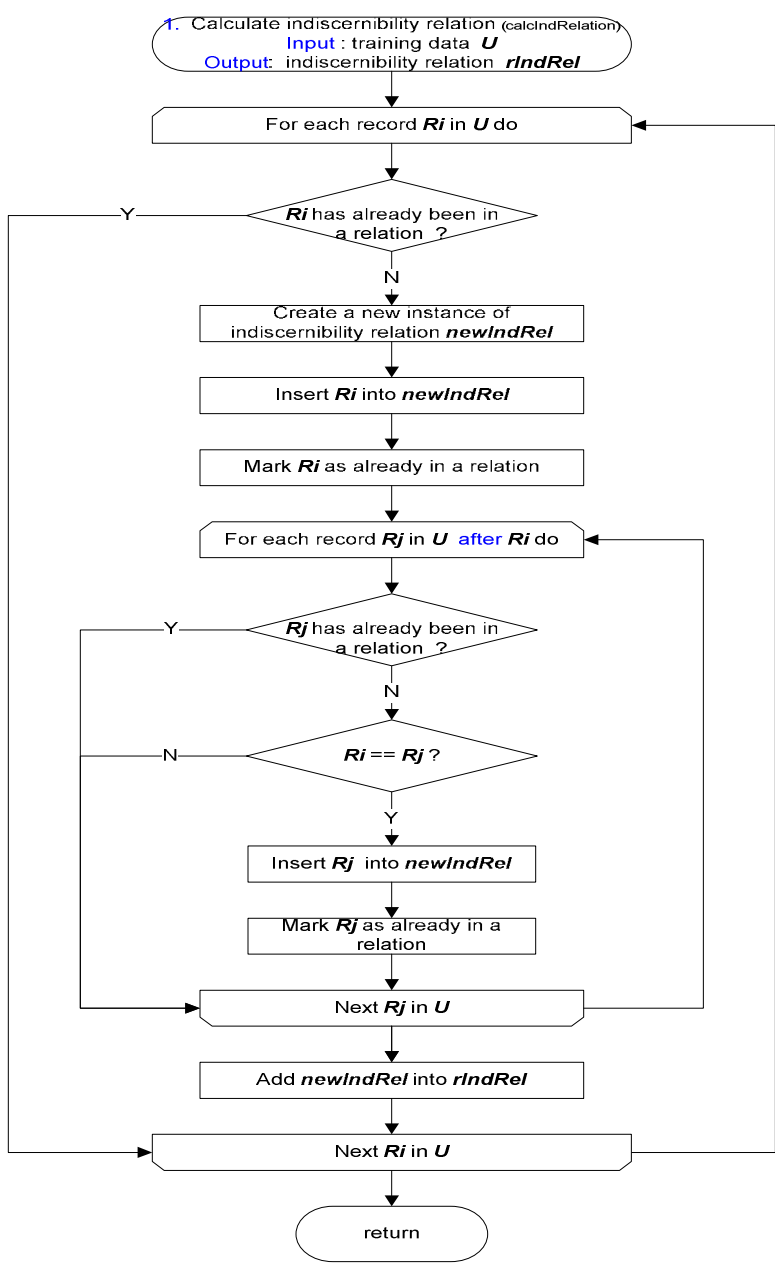 1. Calculate indiscernibility relation (calcIndRelation)
Input : training data U
Output: indiscernibility relation rIndRel
For each record Ri in U do
Ri has already been in
a relation ?
Y
N
Create a new instance of
indiscernibility relation newIndRel
Insert Ri into newIndRel
Mark Ri as already in a relation
For each record Rj in U after Ri do
Rj has already been in
a relation ?
Y
N
Ri == Rj ?
N
Y
Insert Rj into newIndRel
Mark Rj as already in a
relation
Next Rj in U
Add newIndRel into rIndRel
Next Ri in U
return